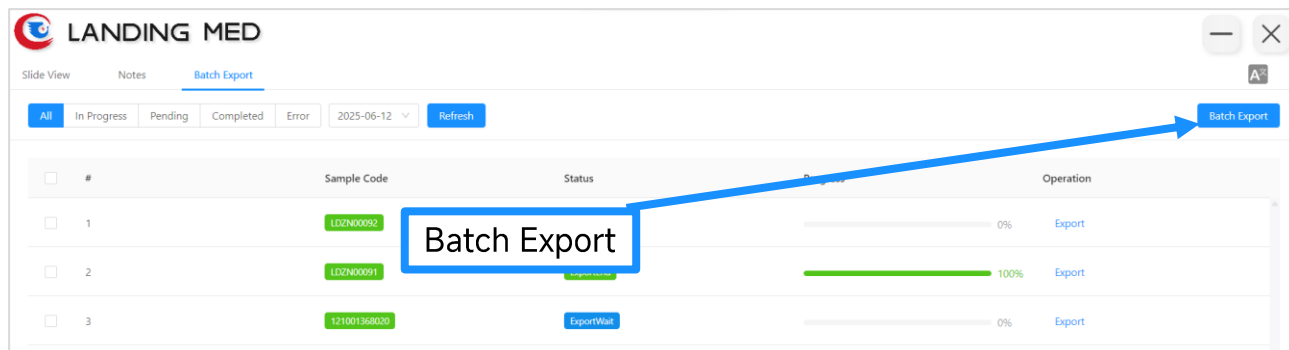 LANDING MED
Slide View Notes Batch Export
All In Progress Pending Completed Error 2025-06-12 Refresh Batch Export
# Sample Code Status Operation
1 LDZN00092 0% Export
Batch Export
2 LDZN00091 100% Export
3 121001368020 ExportWait 0% Export